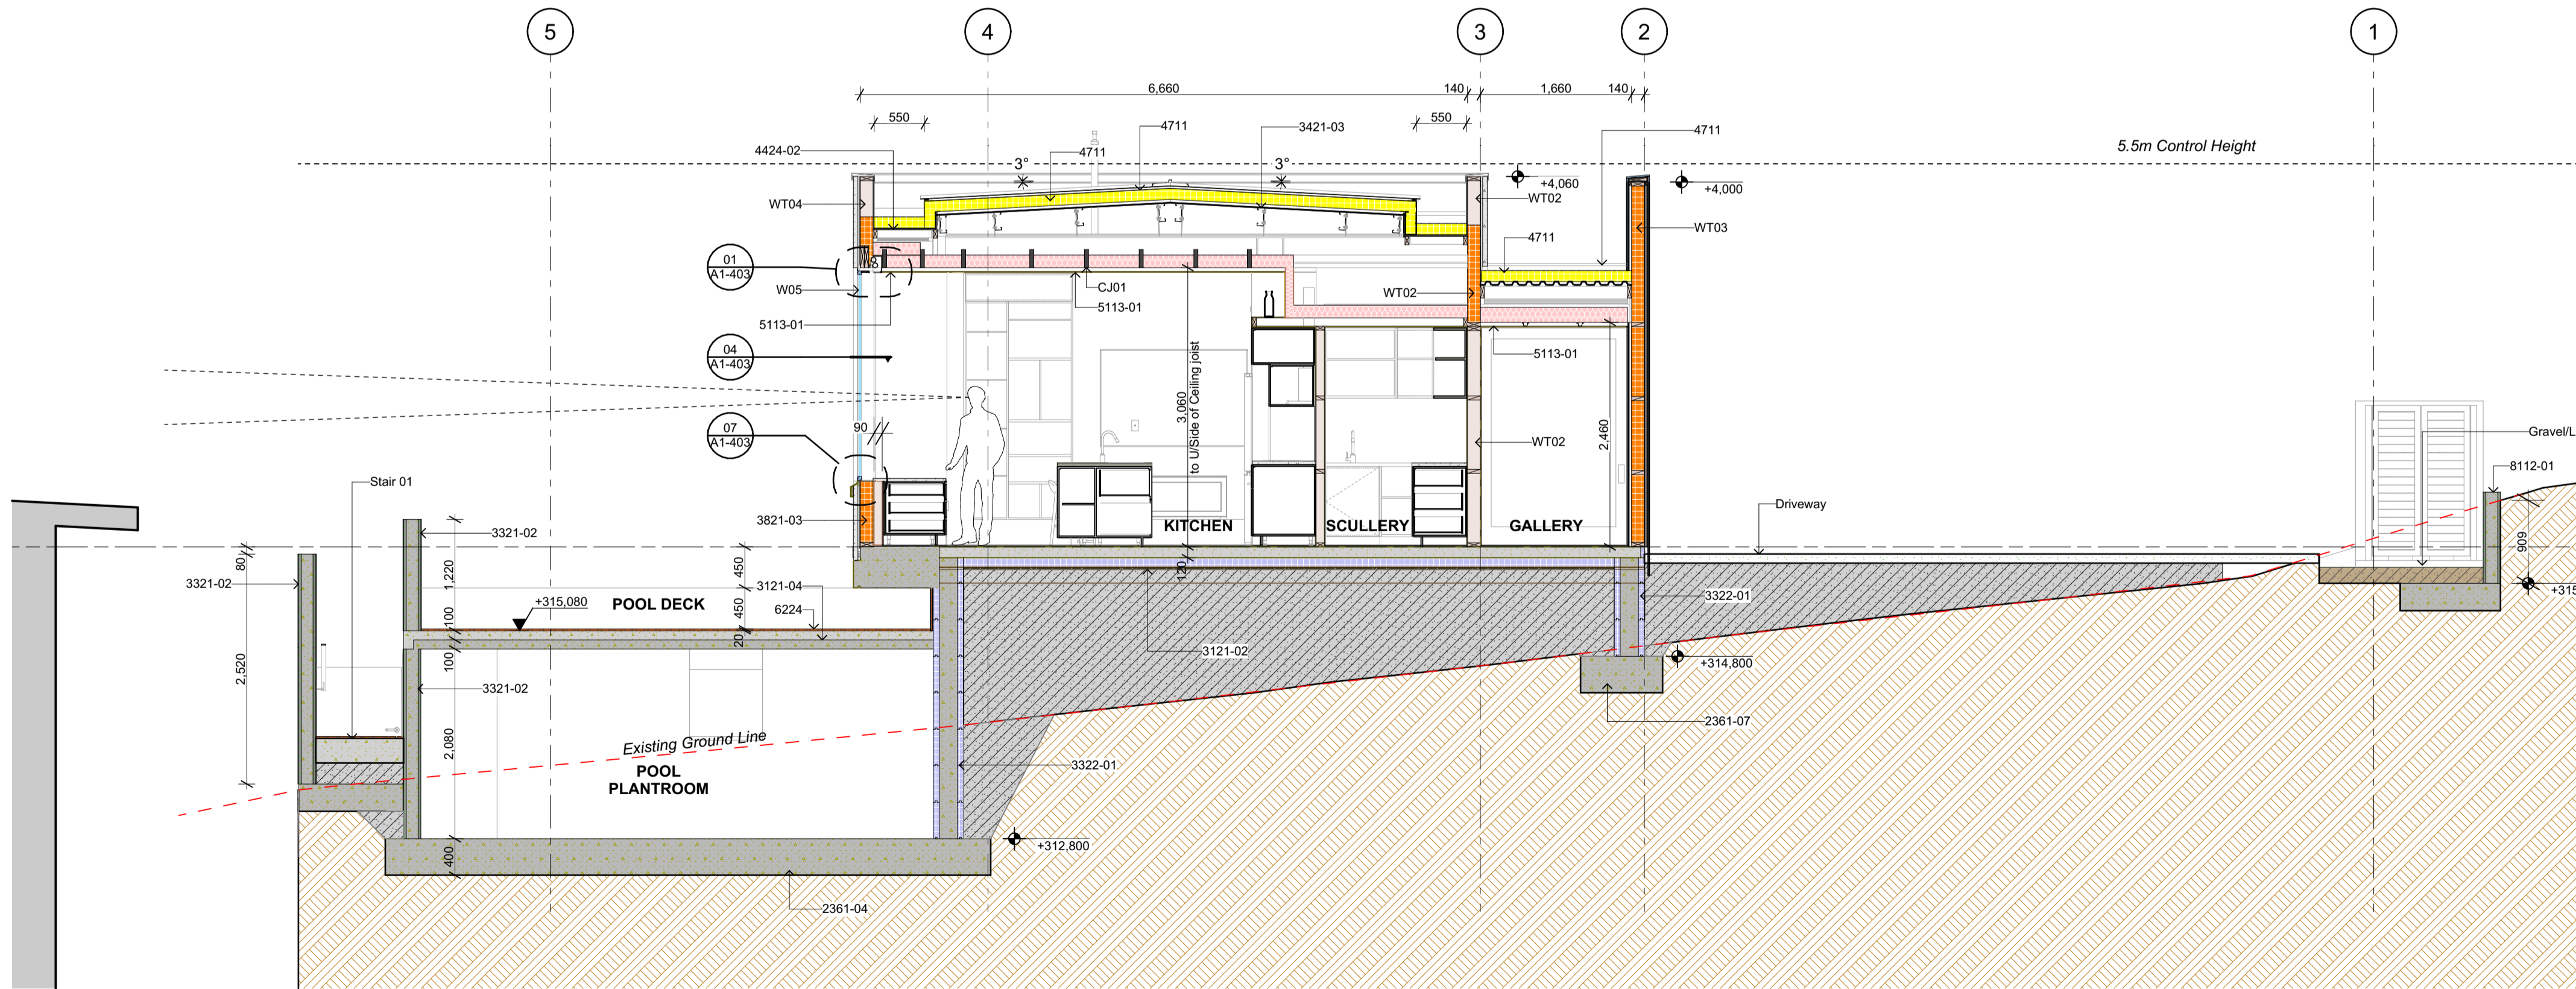 5
4
3
2
1
6,660
140
1,660
140
550
550
4711
3421-03
4711
4424-02
4711
5.5m Control Height
3°
3°
+4,060
+4,000
WT04
WT02
WT03
4711
01
A1-403
W05
CJ01
WT02
5113-01
5113-01
04
A1-403
5113-01
3,060
to U/Side of Ceiling joist
2,460
07
A1-403
90
WT02
Gravel/L
8112-01
Stair 01
Driveway
3821-03
KITCHEN
SCULLERY
GALLERY
3321-02
909
80
1,220
450
120
3321-02
3121-04
+315
+315,080
POOL DECK
6224
450
3322-01
100
20
100
3121-02
+314,800
2,520
3321-02
2361-07
2,080
Existing Ground Line
POOL
PLANTROOM
3322-01
400
+312,800
2361-04